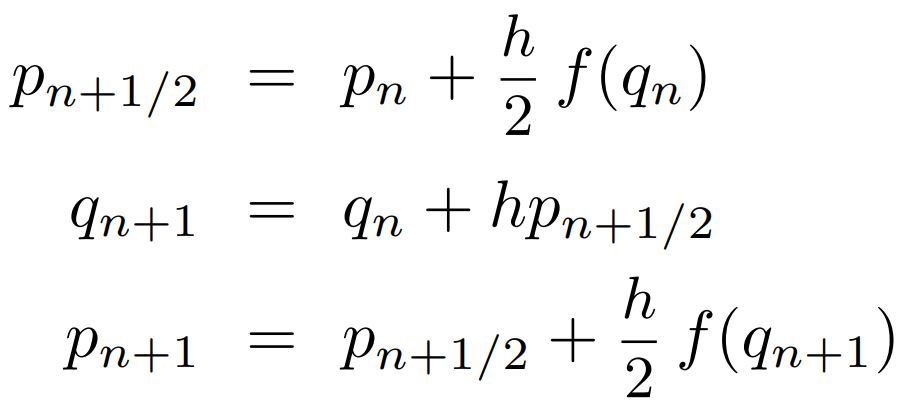 p_{n+1/2} = p_n + \frac{h}{2} f(q_n)
q_{n+1} = q_n + hp_{n+1/2}
p_{n+1} = p_{n+1/2} + \frac{h}{2} f(q_{n+1})